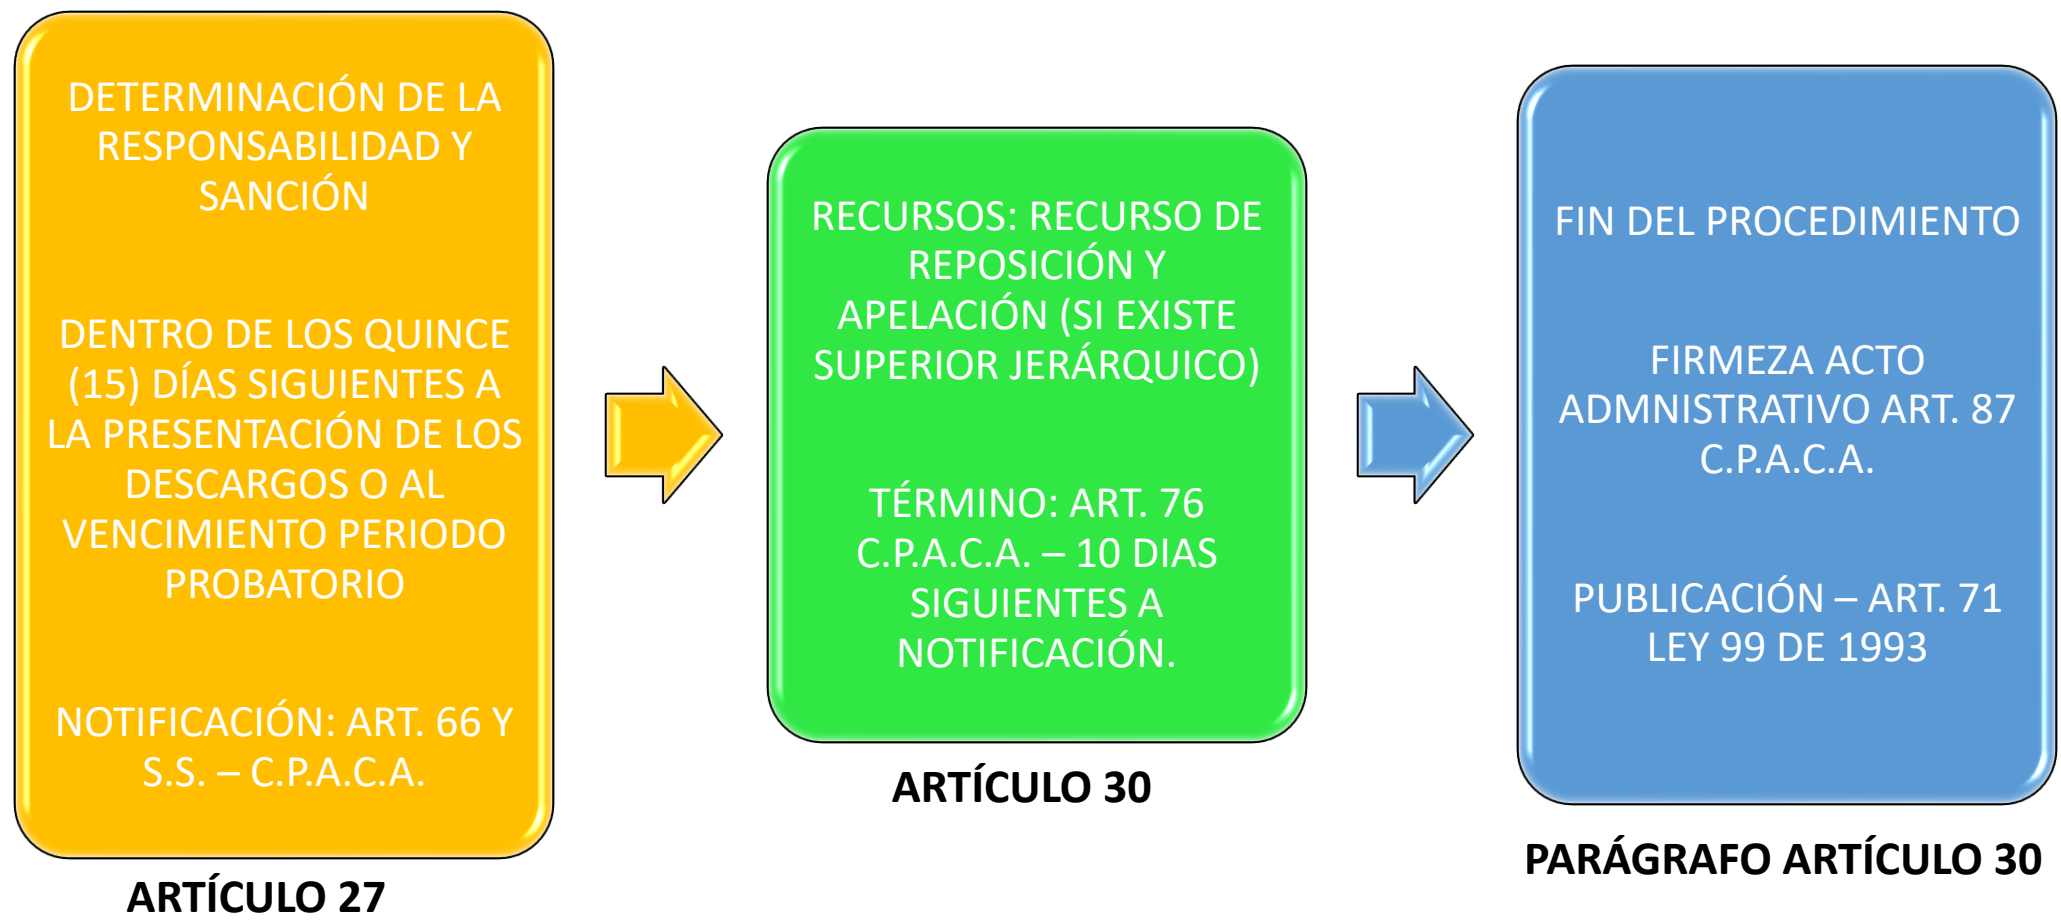 DETERMINACIÓN DE LA
RESPONSABILIDAD Y
SANCIÓN
DENTRO DE LOS QUINCE
(15) DÍAS SIGUIENTES A
LA PRESENTACIÓN DE LOS
DESCARGOS O AL
VENCIMIENTO PERIODO
PROBATORIO
NOTIFICACIÓN: ART. 66 Y
S.S. – C.P.A.C.A.
ARTÍCULO 27
RECURSOS: RECURSO DE
REPOSICIÓN Y
APELACIÓN (SI EXISTE
SUPERIOR JERÁRQUICO)
TÉRMINO: ART. 76
C.P.A.C.A. – 10 DIAS
SIGUIENTES A
NOTIFICACIÓN.
ARTÍCULO 30
FIN DEL PROCEDIMIENTO
FIRMEZA ACTO
ADMNISTRATIVO ART. 87
C.P.A.C.A.
PUBLICACIÓN – ART. 71
LEY 99 DE 1993
PARÁGRAFO ARTÍCULO 30